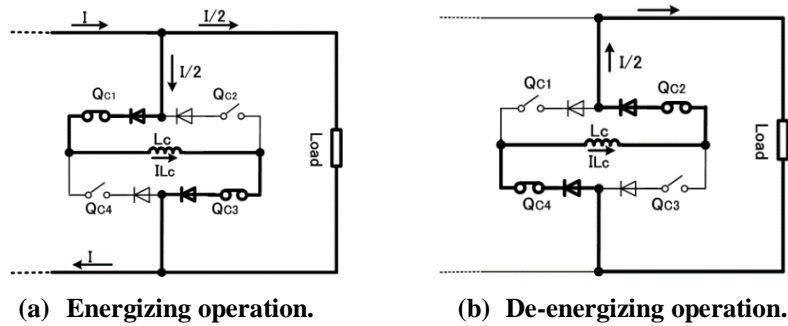 I
I/2
I/2
QC1
QC2
Lc
ILc
QC4
QC3
I
Load
(a) Energizing operation.
I/2
QC1
QC2
Lc
ILc
QC4
QC3
Load
(b) De-energizing operation.